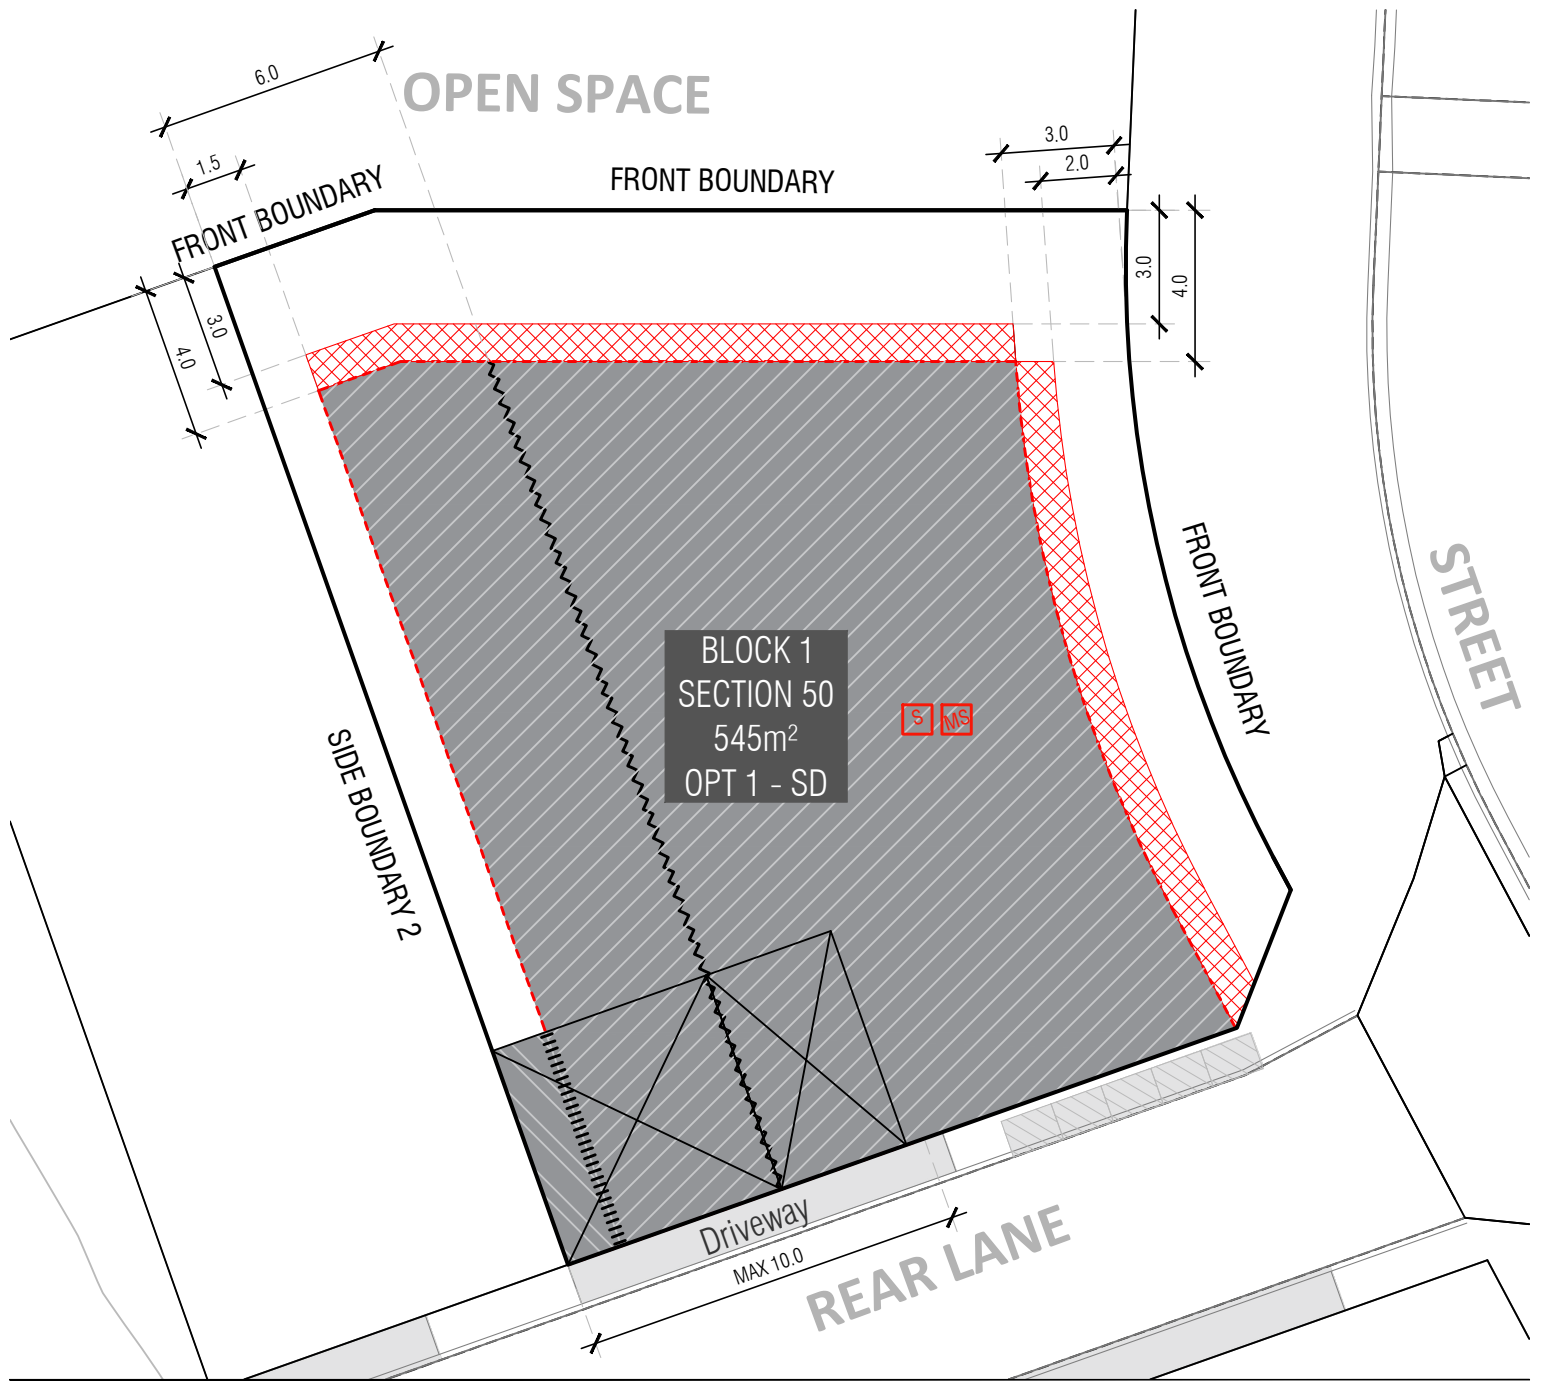 6.0
OPEN SPACE
1.5
3.0
2.0
FRONT BOUNDARY
FRONT BOUNDARY
3.0
4.0
3.0
4.0
FRONT BOUNDARY
STREET
BLOCK 1
SECTION 50
545m²
OPT 1 - SD
S
MS
SIDE BOUNDARY 2
Driveway
MAX 10.0
REAR LANE